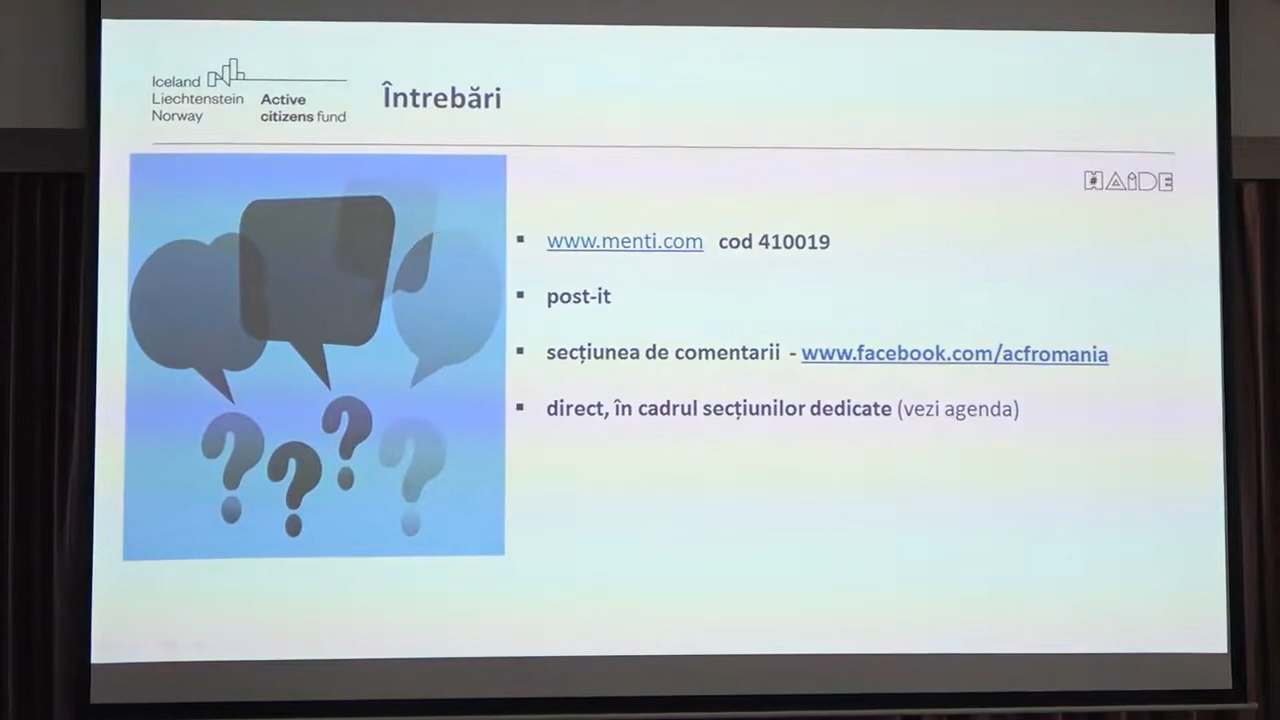 Iceland
Liechtenstein
Norway
Active
citizens fund
Întrebări
HAiDE
www.menti.com cod 410019
post-it
secțiunea de comentarii - www.facebook.com/acfromania
direct, în cadrul secțiunilor dedicate (vezi agenda)